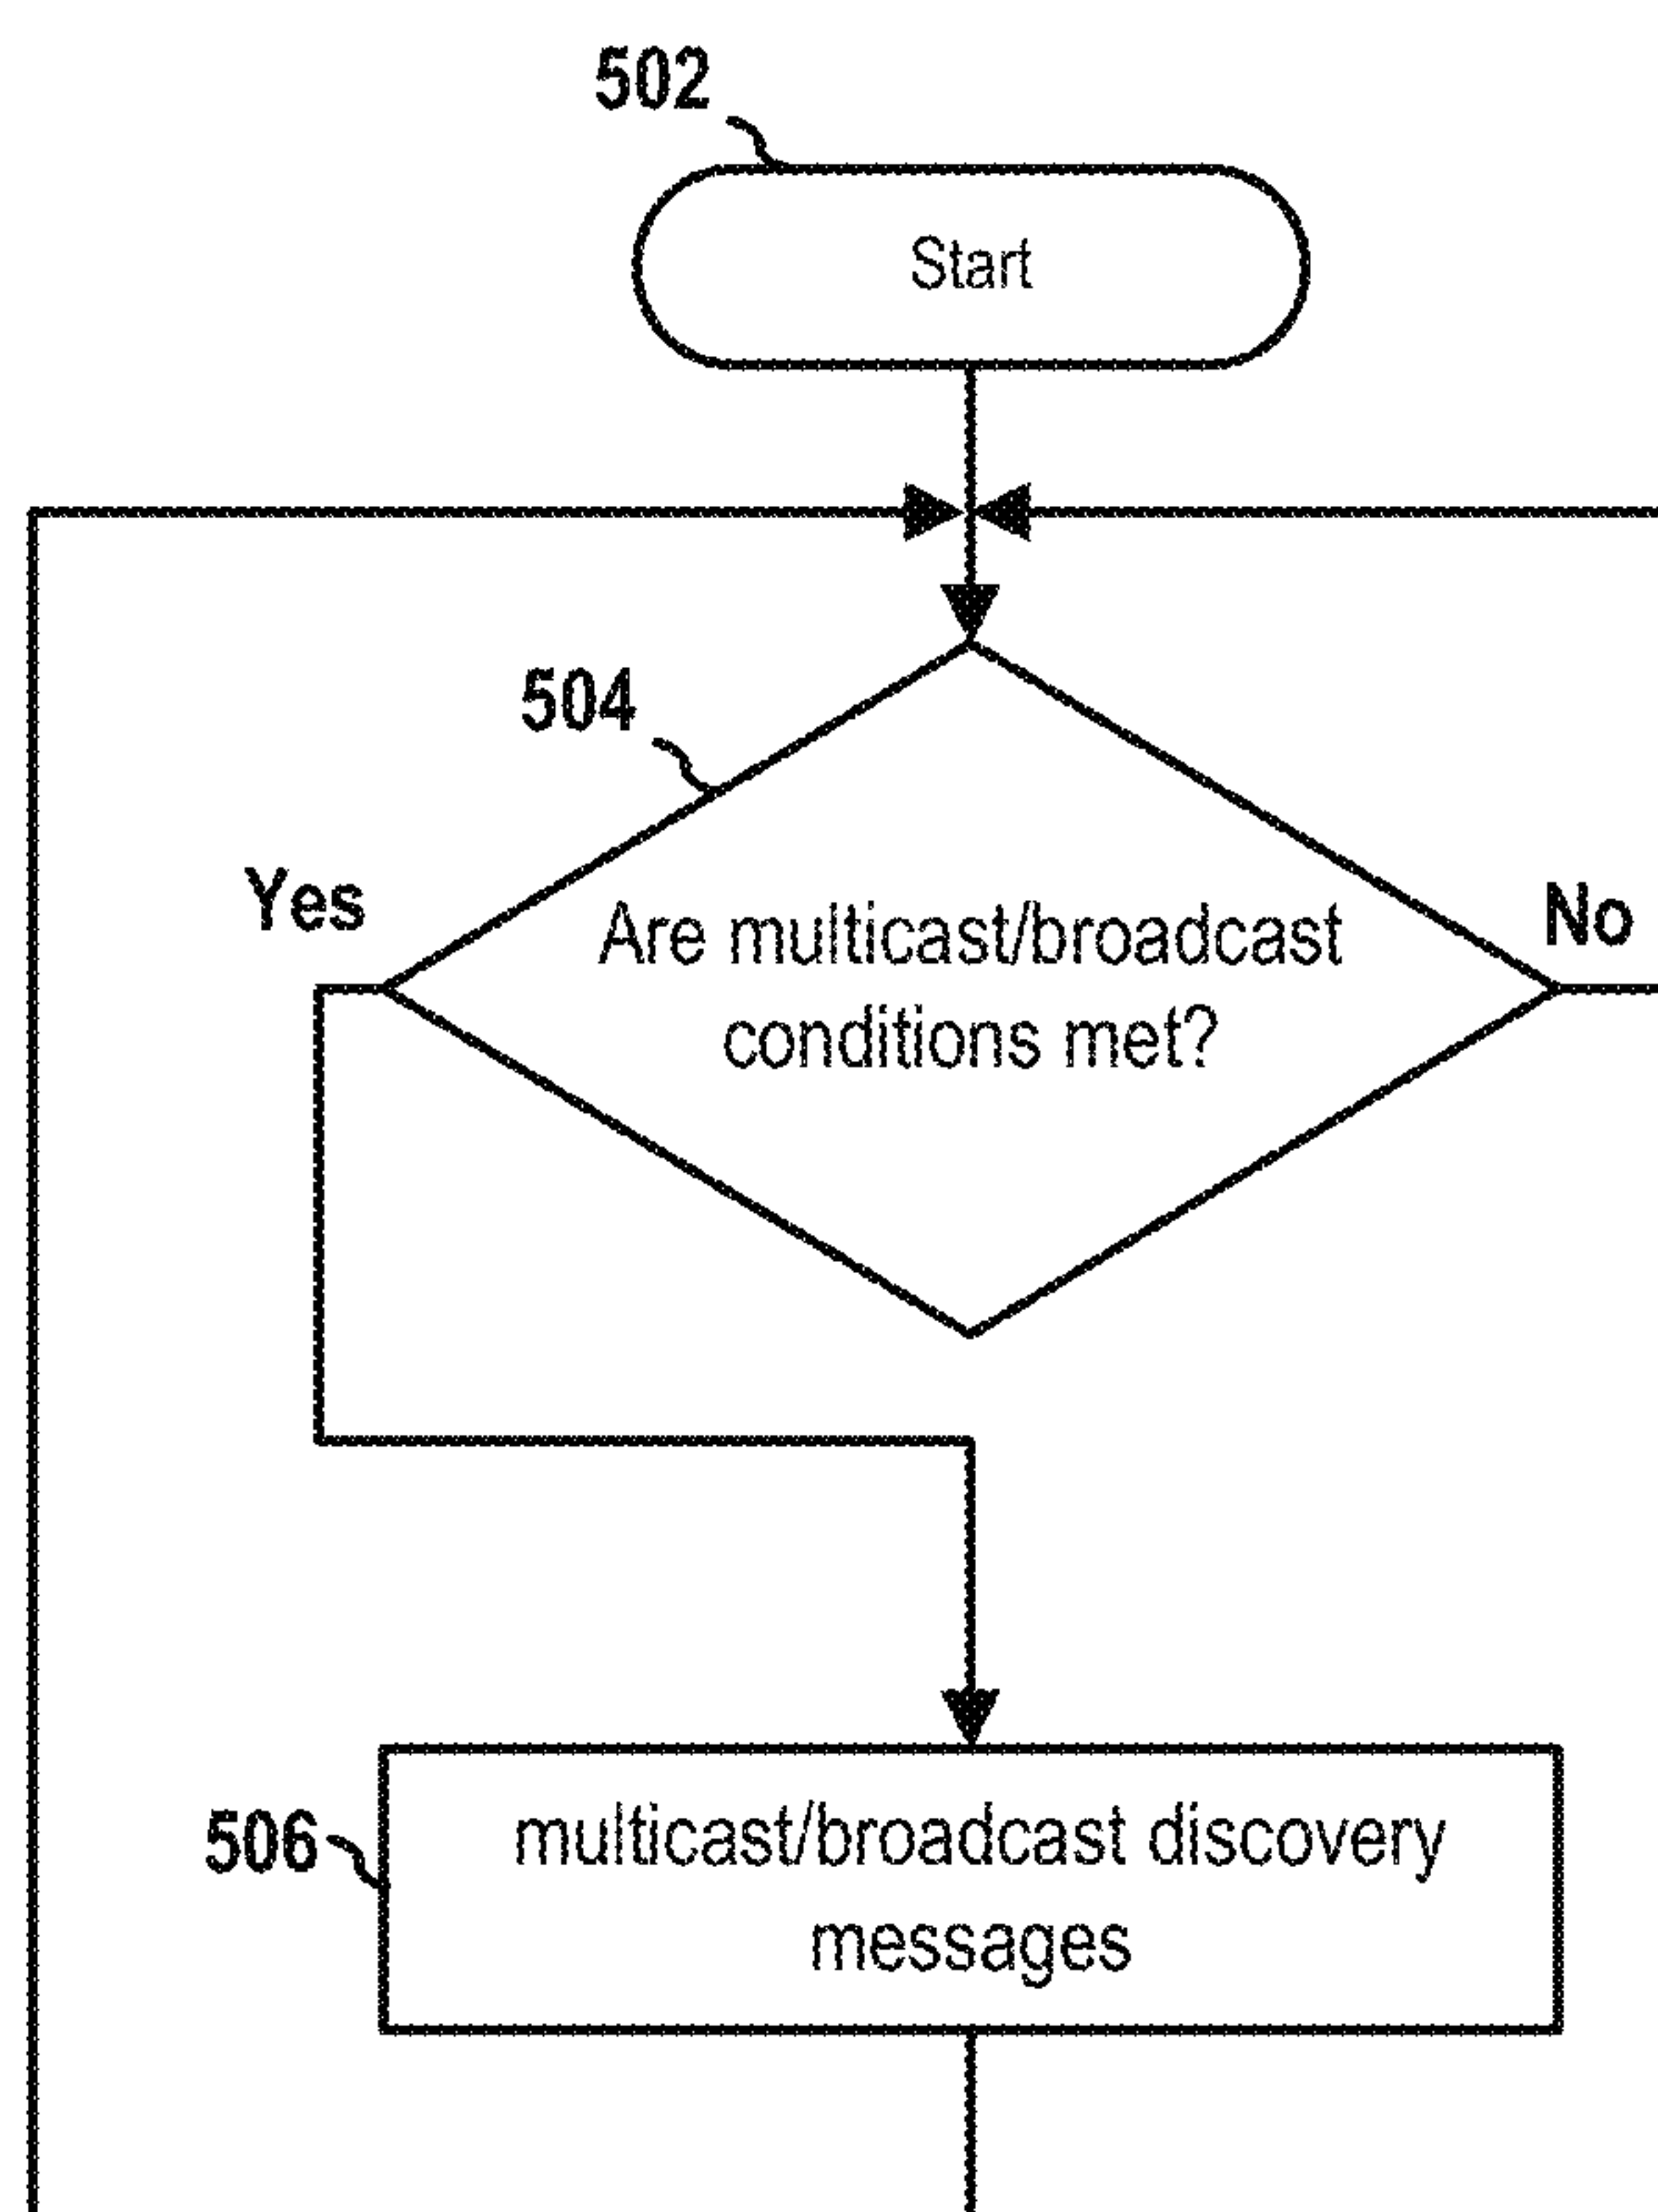 502
Start
504
Yes
Are multicast/broadcast
conditions met?
No
506
multicast/broadcast discovery
messages